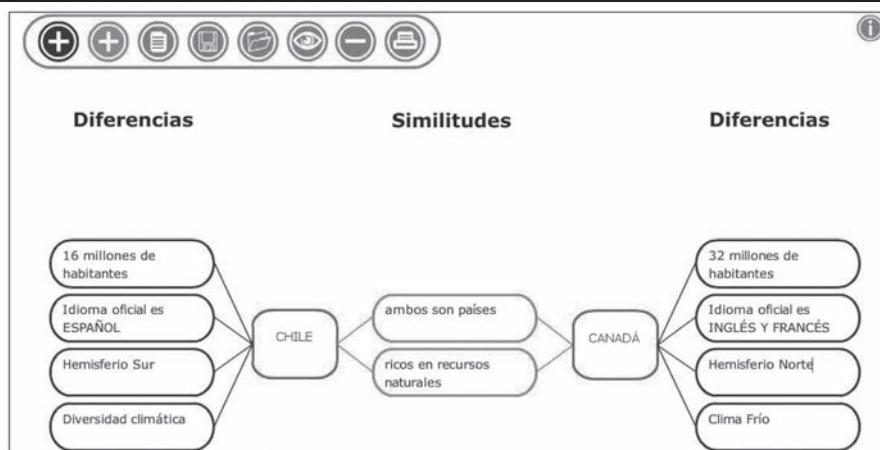 Diferencias
Similitudes
Diferencias
16 millones de
habitantes
Idioma oficial es
ESPAÑOL
Hemisferio Sur
Diversidad climática
CHILE
ambos son países
ricos en recursos
naturales
CANADÁ
32 millones de
habitantes
Idioma oficial es
INGLÉS Y FRANCÉS
Hemisferio Norte
Clima Frío